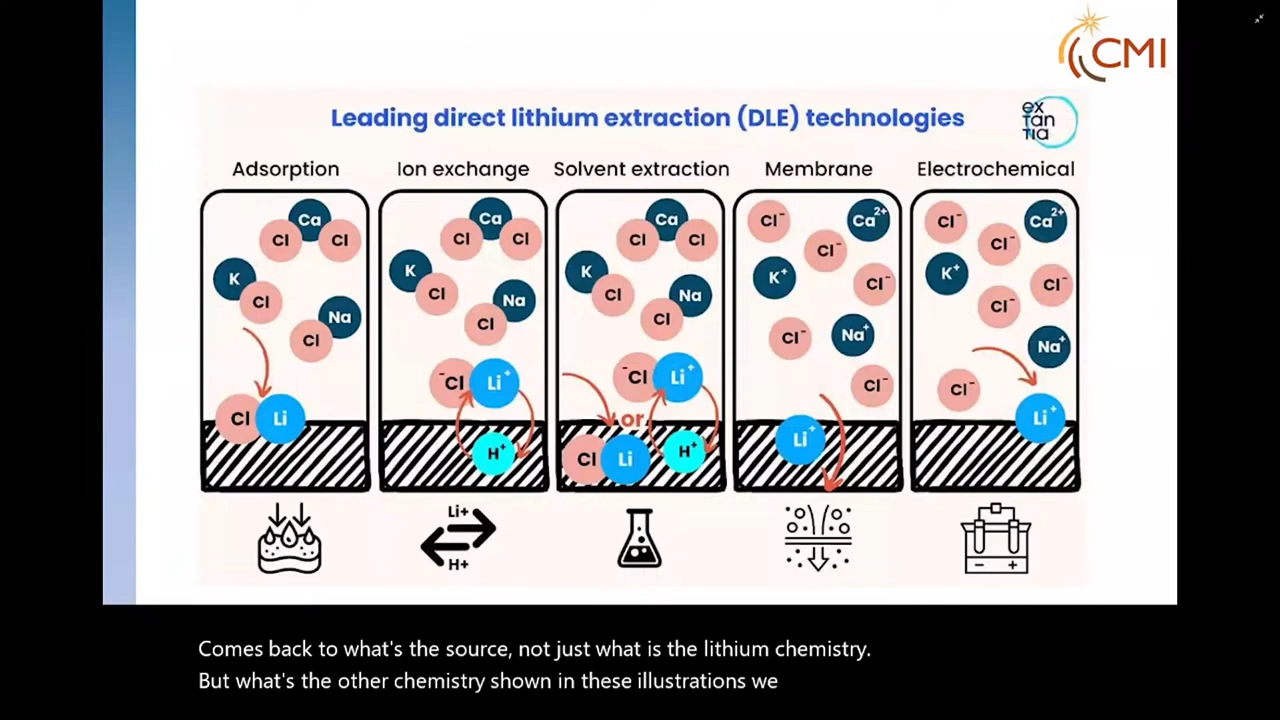 CMI
Leading direct lithium extraction (DLE) technologies
ex
Tan
Tia
Adsorption
Ion exchange
Solvent extraction
Membrane
Electrochemical
Ca
Cl
Cl
K
Cl
Na
Cl
Cl
Li
Ca
Cl
Cl
K
Cl
Na
Cl
⁻Cl
Li⁺
H⁺
Ca
Cl
Cl
K
Cl
Na
Cl
⁻Cl
Li⁺
or
Cl
Li
H⁺
Cl⁻
Ca²⁺
Cl⁻
K⁺
Cl⁻
Cl⁻
Na⁺
Cl⁻
Li⁺
Cl⁻
Ca²⁺
Cl⁻
K⁺
Cl⁻
Cl⁻
Na⁺
Cl⁻
Li⁺
Li+
H+
− +
Comes back to what's the source, not just what is the lithium chemistry.
But what's the other chemistry shown in these illustrations we